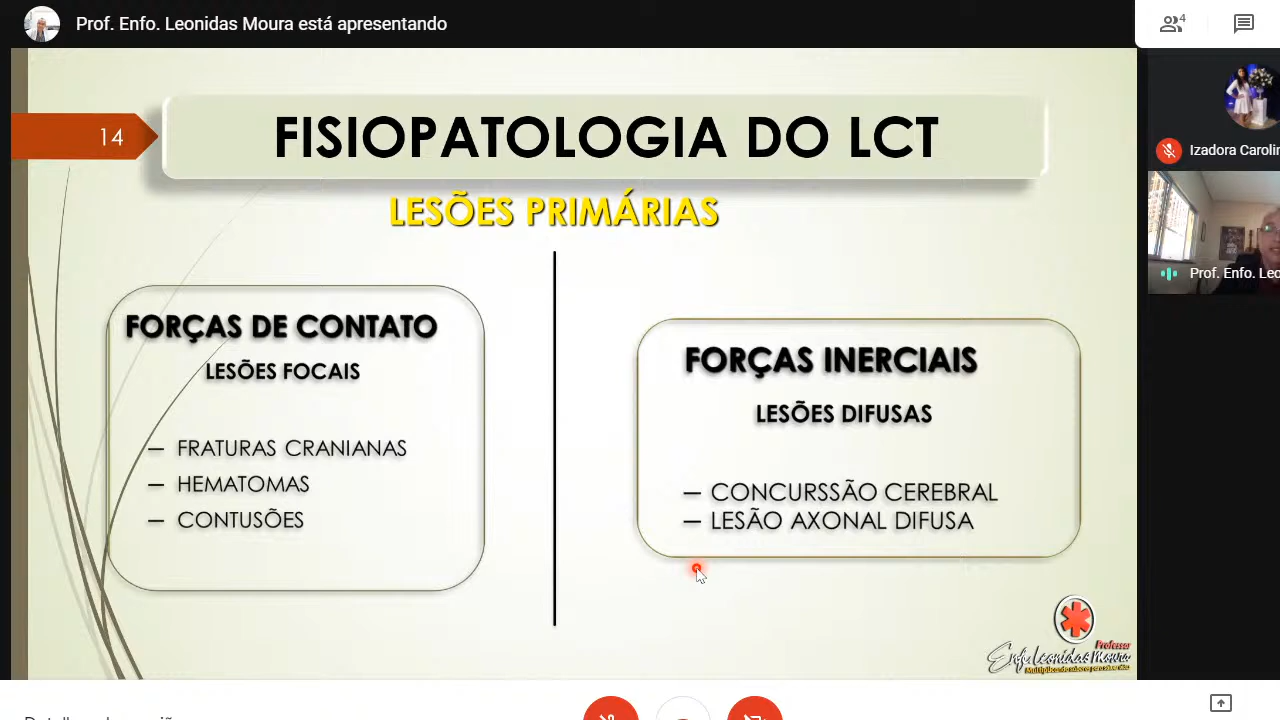 Prof. Enfo. Leonidas Moura está apresentando
4
14
FISIOPATOLOGIA DO LCT
LESÕES PRIMÁRIAS
FORÇAS DE CONTATO
LESÕES FOCAIS
— FRATURAS CRANIANAS
— HEMATOMAS
— CONTUSÕES
FORÇAS INERCIAIS
LESÕES DIFUSAS
— CONCURSSÃO CEREBRAL
— LESÃO AXONAL DIFUSA
Izadora Carolin
Prof. Enfo. Leo
Professor
Enfº Leonidas Moura